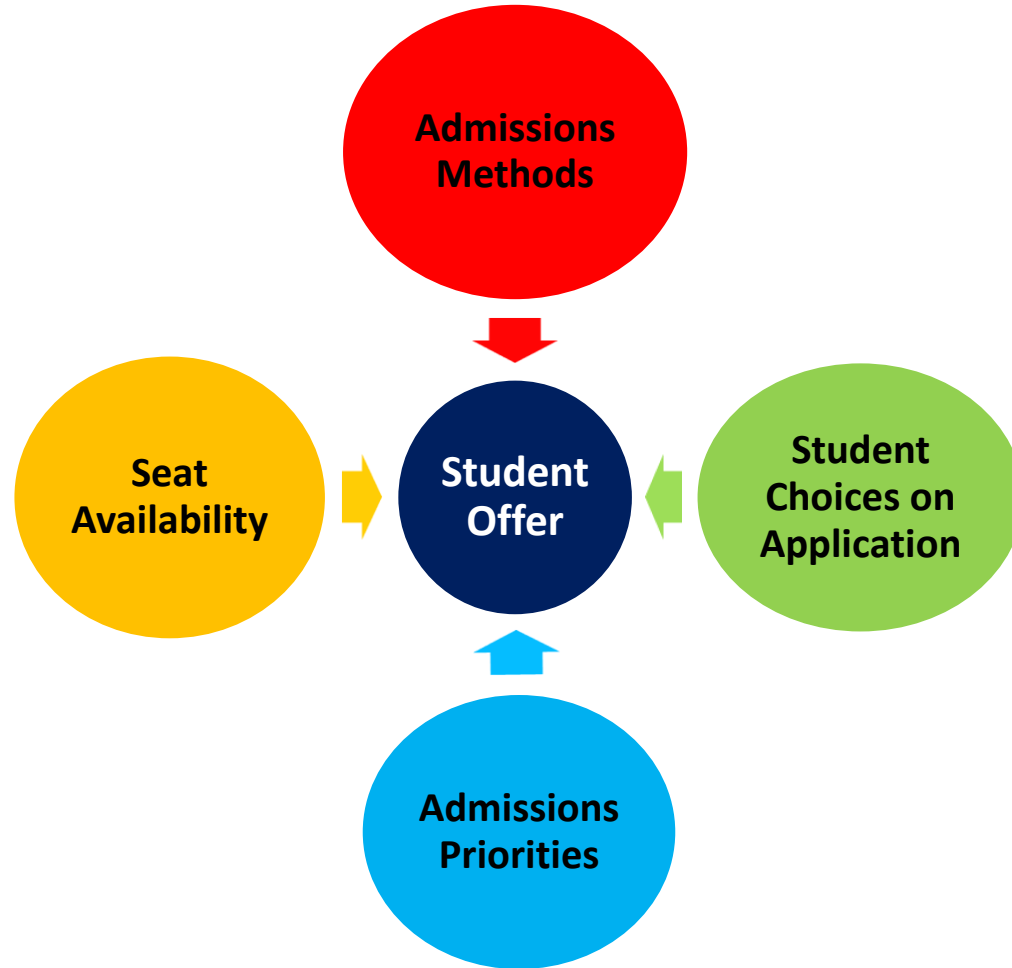 Admissions
Methods
Seat
Availability
Student
Offer
Student
Choices on
Application
Admissions
Priorities